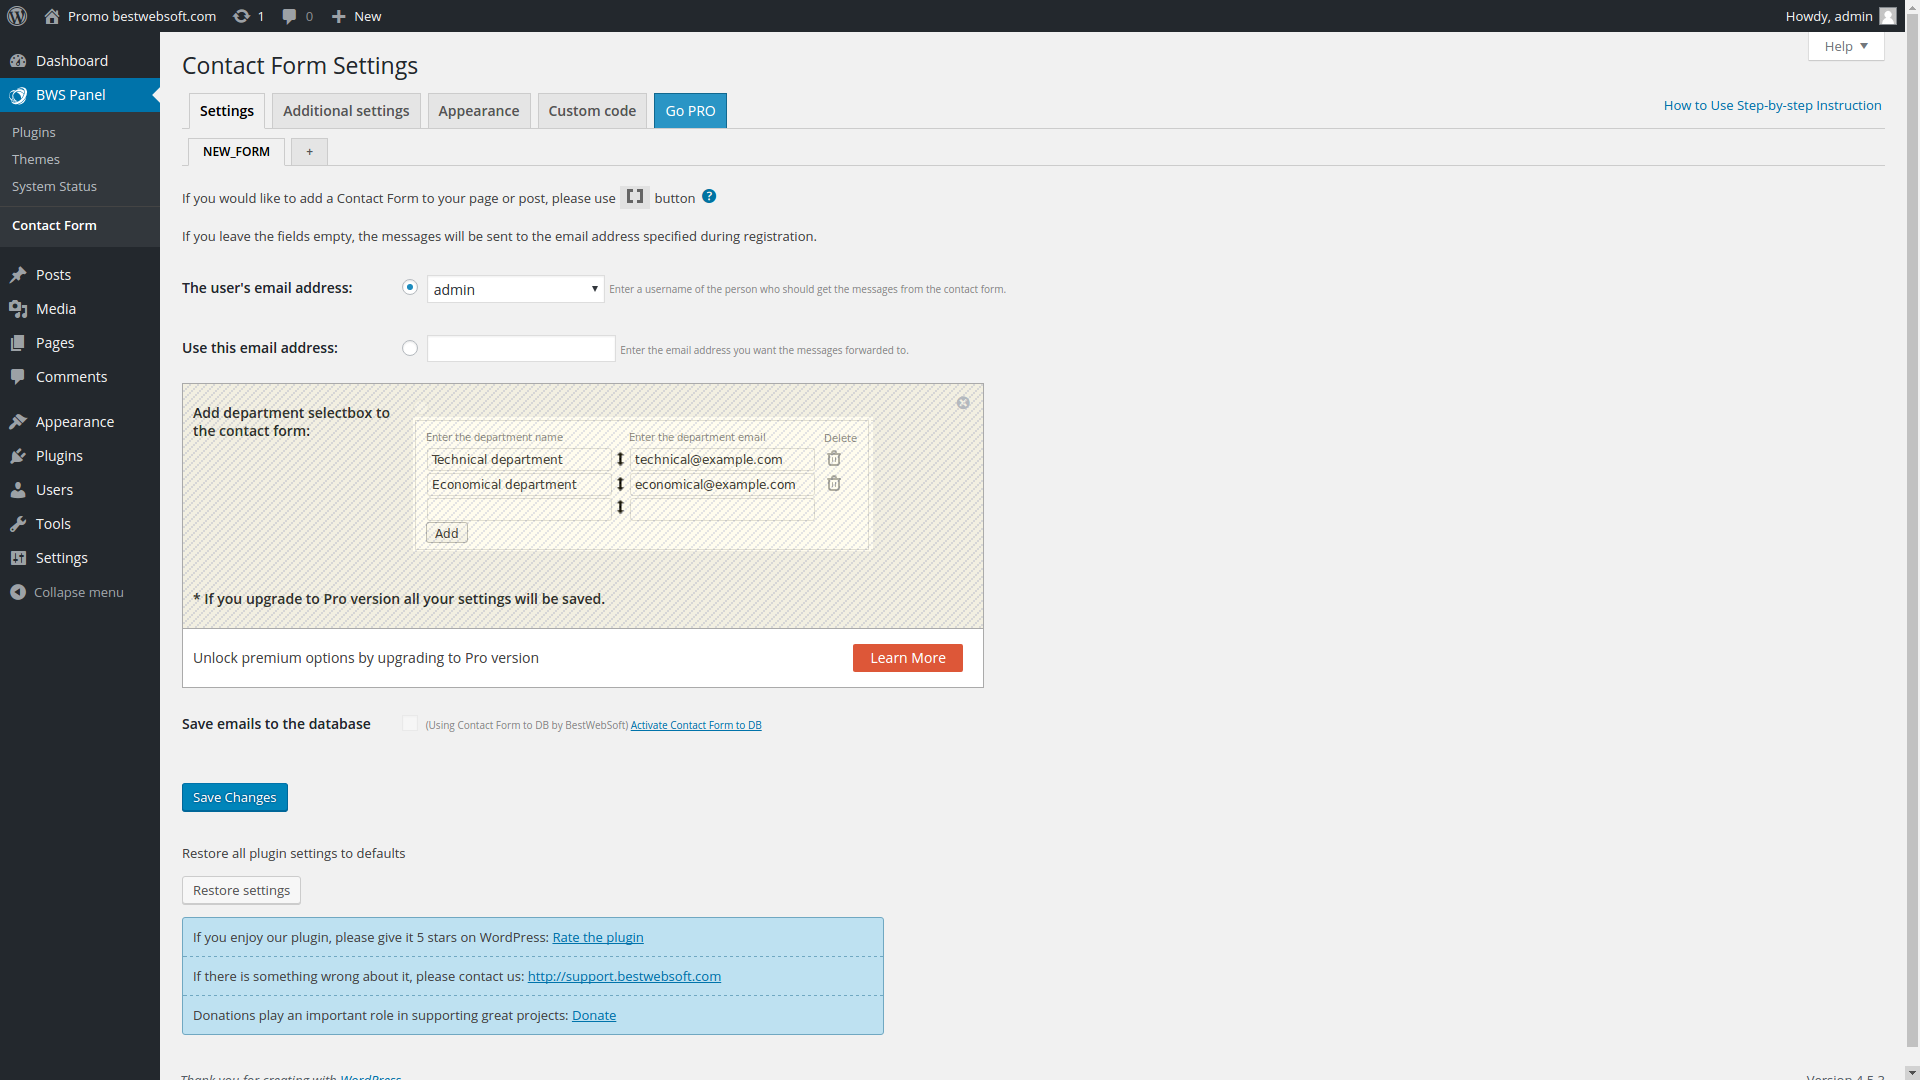 Promo bestwebsoft.com 1 0 New Howdy, admin
Help
Dashboard
BWS Panel
Plugins
Themes
System Status
Contact Form
Posts
Media
Pages
Comments
Appearance
Plugins
Users
Tools
Settings
Collapse menu
Contact Form Settings
Settings Additional settings Appearance Custom code Go PRO
How to Use Step-by-step Instruction
NEW_FORM +
If you would like to add a Contact Form to your page or post, please use [] button ?
If you leave the fields empty, the messages will be sent to the email address specified during registration.
The user's email address: admin Enter a username of the person who should get the messages from the contact form.
Use this email address: Enter the email address you want the messages forwarded to.
Add department selectbox to
the contact form:
Enter the department name Enter the department email Delete
Technical department technical@example.com
Economical department economical@example.com
Add
* If you upgrade to Pro version all your settings will be saved.
Unlock premium options by upgrading to Pro version Learn More
Save emails to the database (Using Contact Form to DB by BestWebSoft) Activate Contact Form to DB
Save Changes
Restore all plugin settings to defaults
Restore settings
If you enjoy our plugin, please give it 5 stars on WordPress: Rate the plugin
If there is something wrong about it, please contact us: http://support.bestwebsoft.com
Donations play an important role in supporting great projects: Donate
Thank you for creating with WordPress Version 4.5.2